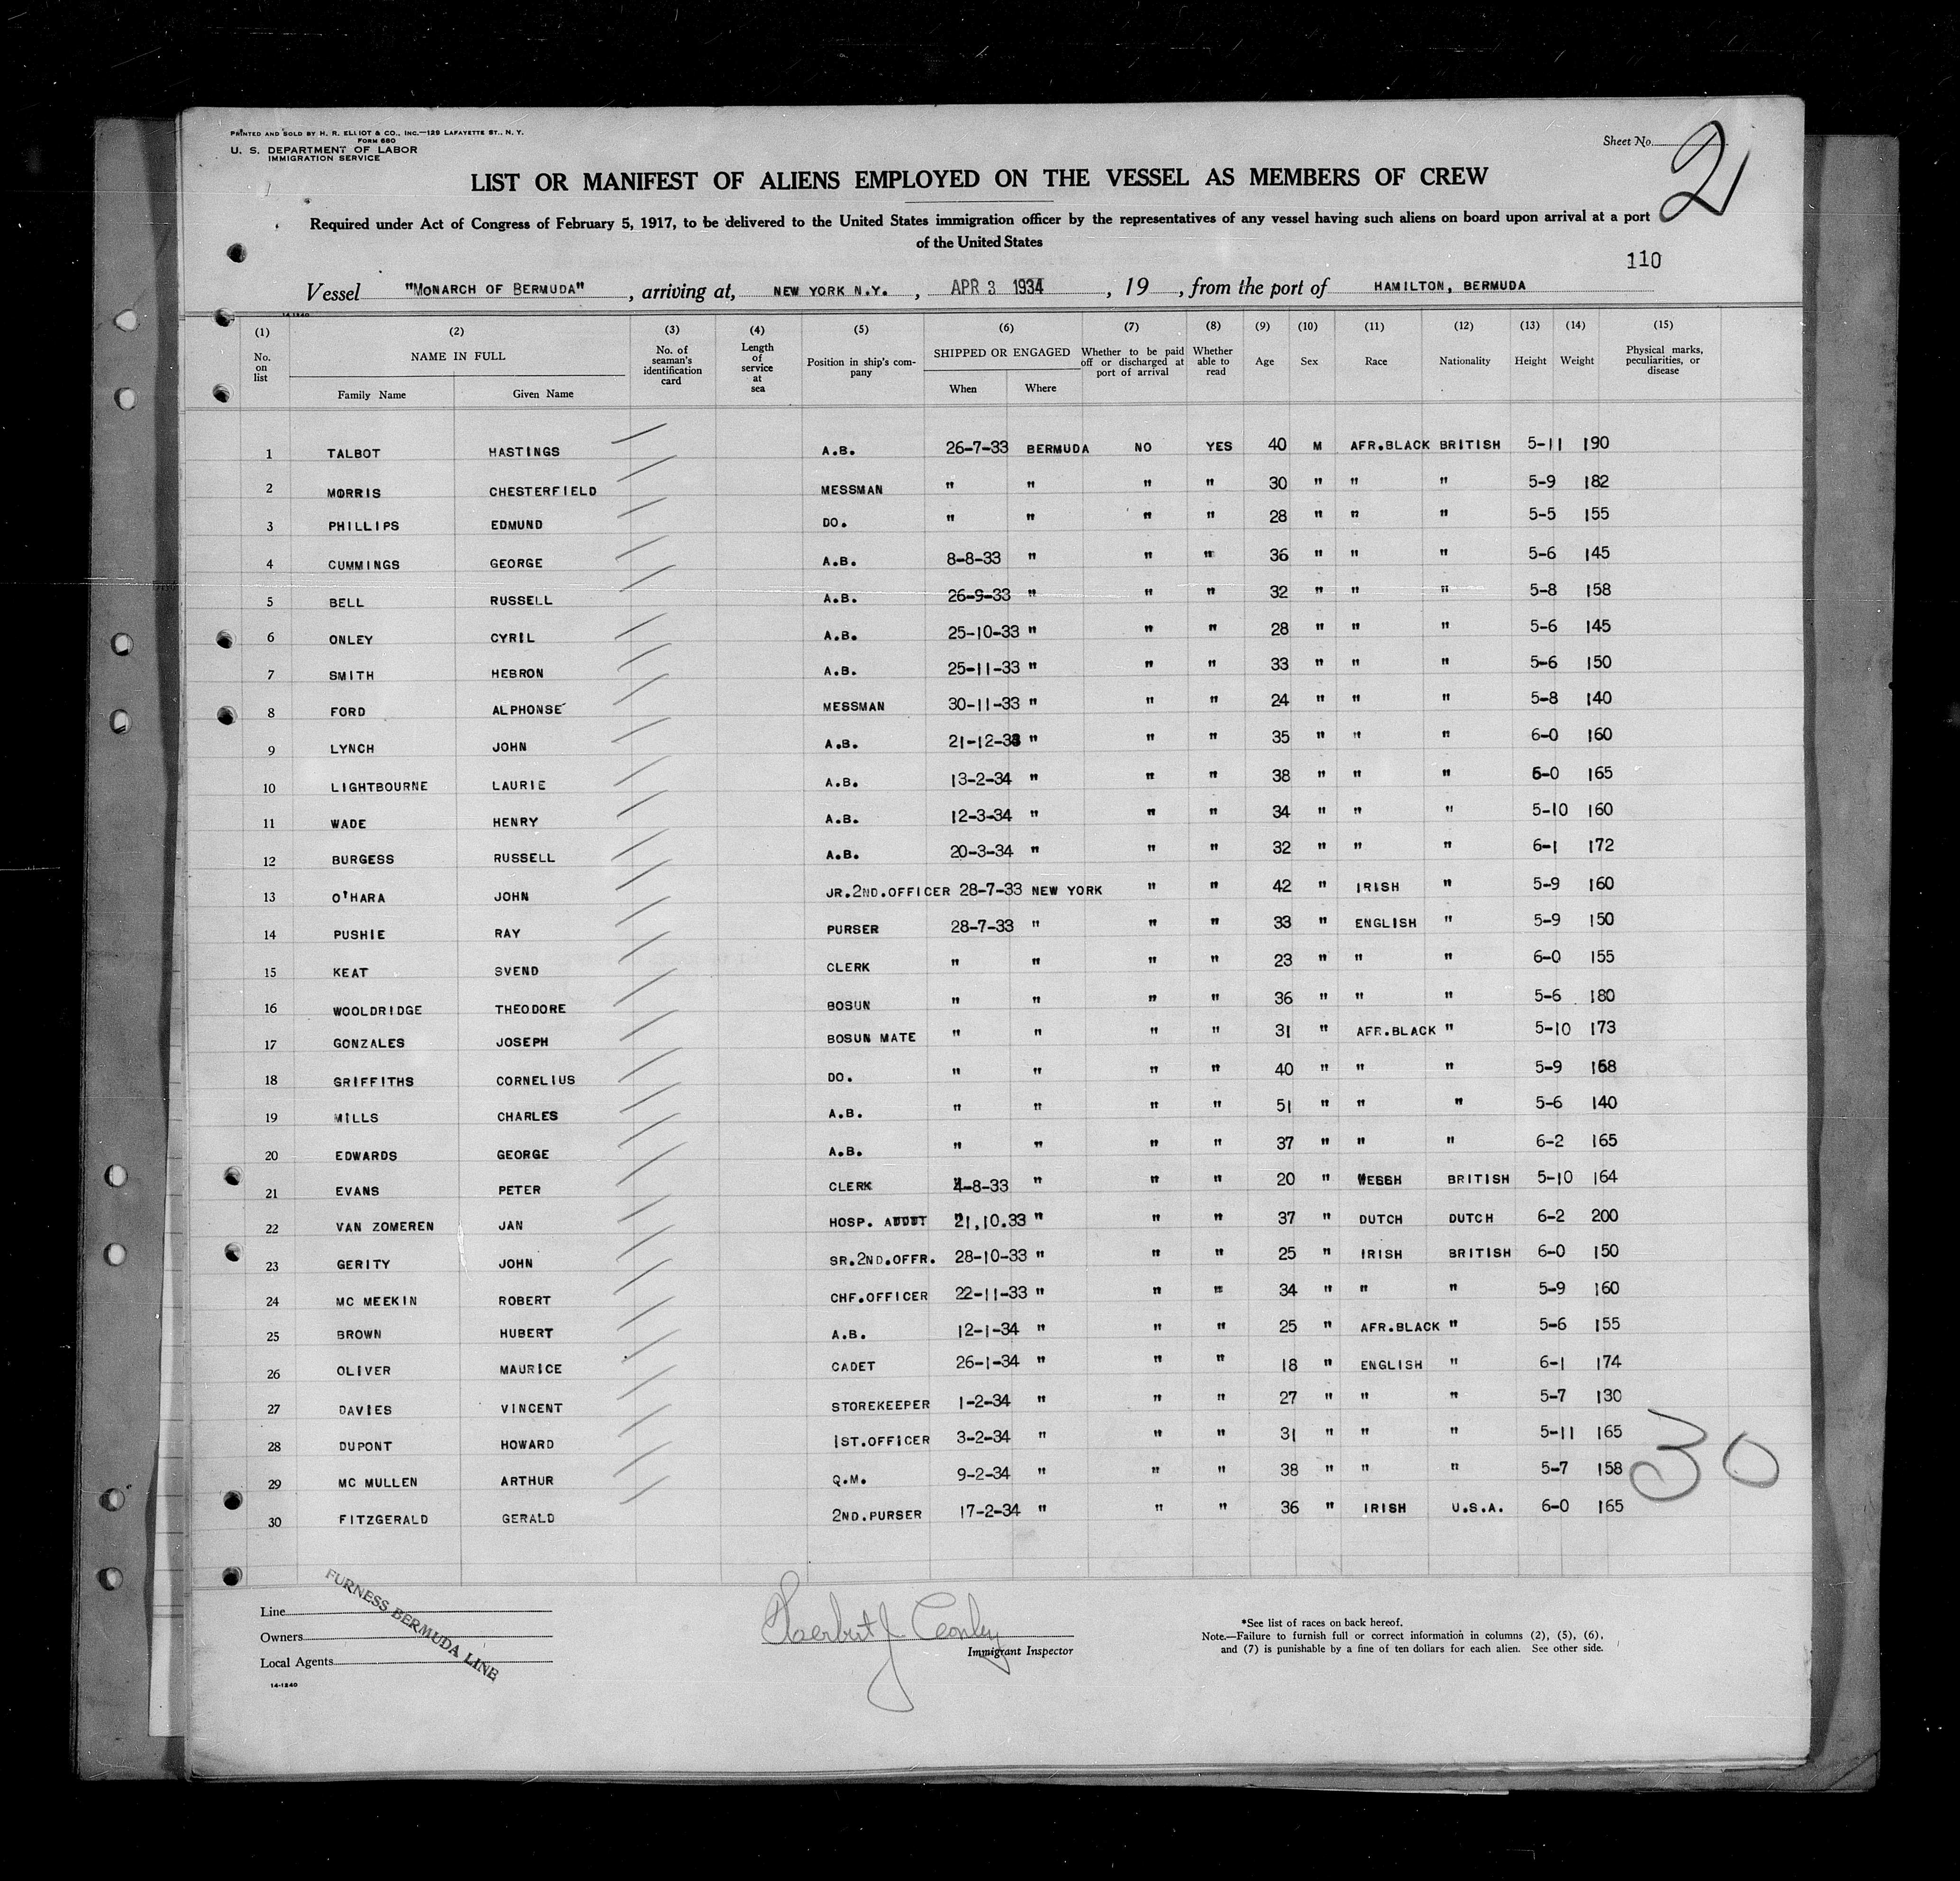 PRINTED AND SOLD BY H. R. ELLIOT & CO., INC.—129 LAFAYETTE ST., N. Y.
FORM 680
U. S. DEPARTMENT OF LABOR
IMMIGRATION SERVICE
Sheet No. 2
LIST OR MANIFEST OF ALIENS EMPLOYED ON THE VESSEL AS MEMBERS OF CREW
Required under Act of Congress of February 5, 1917, to be delivered to the United States immigration officer by the representatives of any vessel having such aliens on board upon arrival at a port
of the United States
110
Vessel "MONARCH OF BERMUDA", arriving at, NEW YORK N.Y., APR 3 1934, 19 , from the port of HAMILTON, BERMUDA
14-1240
(1) (2) (3) (4) (5) (6) (7) (8) (9) (10) (11) (12) (13) (14) (15)
No. on list NAME IN FULL Family Name Given Name No. of seaman's identification card Length of service at sea Position in ship's company SHIPPED OR ENGAGED When Where Whether to be paid off or discharged at port of arrival Whether able to read Age Sex Race Nationality Height Weight Physical marks, peculiarities, or disease
1 TALBOT HASTINGS A.B. 26-7-33 BERMUDA NO YES 40 M AFR.BLACK BRITISH 5-11 190
2 MORRIS CHESTERFIELD MESSMAN " " " " 30 " " " 5-9 182
3 PHILLIPS EDMUND DO. " " " " 28 " " " 5-5 155
4 CUMMINGS GEORGE A.B. 8-8-33 " " " 36 " " " 5-6 145
5 BELL RUSSELL A.B. 26-9-33 " " " 32 " " " 5-8 158
6 ONLEY CYRIL A.B. 25-10-33 " " " 28 " " " 5-6 145
7 SMITH HEBRON A.B. 25-11-33 " " " 33 " " " 5-6 150
8 FORD ALPHONSE MESSMAN 30-11-33 " " " 24 " " " 5-8 140
9 LYNCH JOHN A.B. 21-12-33 " " " 35 " " " 6-0 160
10 LIGHTBOURNE LAURIE A.B. 13-2-34 " " " 38 " " " 6-0 165
11 WADE HENRY A.B. 12-3-34 " " " 34 " " " 5-10 160
12 BURGESS RUSSELL A.B. 20-3-34 " " " 32 " " " 6-1 172
13 O'HARA JOHN JR.2ND.OFFICER 28-7-33 NEW YORK " " 42 " IRISH " 5-9 160
14 PUSHIE RAY PURSER 28-7-33 " " " 33 " ENGLISH " 5-9 150
15 KEAT SVEND CLERK " " " " 23 " " " 6-0 155
16 WOOLDRIDGE THEODORE BOSUN " " " " 36 " " " 5-6 180
17 GONZALES JOSEPH BOSUN MATE " " " " 31 " AFR.BLACK " 5-10 173
18 GRIFFITHS CORNELIUS DO. " " " " 40 " " " 5-9 168
19 MILLS CHARLES A.B. " " " " 51 " " " 5-6 140
20 EDWARDS GEORGE A.B. " " " " 37 " " " 6-2 165
21 EVANS PETER CLERK 4-8-33 " " " 20 " BRITISH 5-10 164
22 VAN ZOMEREN JAN HOSP. 21.10.33 " " " 37 " DUTCH DUTCH 6-2 200
23 GERITY JOHN SR.2ND.OFFR. 28-10-33 " " " 25 " IRISH BRITISH 6-0 150
24 MC MEEKIN ROBERT CHF.OFFICER 22-11-33 " " " 34 " " " 5-9 160
25 BROWN HUBERT A.B. 12-1-34 " " " 25 " AFR.BLACK " 5-6 155
26 OLIVER MAURICE CADET 26-1-34 " " " 18 " ENGLISH " 6-1 174
27 DAVIES VINCENT STOREKEEPER 1-2-34 " " " 27 " " " 5-7 130
28 DUPONT HOWARD 1ST.OFFICER 3-2-34 " " " 31 " " " 5-11 165
29 MC MULLEN ARTHUR Q.M. 9-2-34 " " " 38 " " " 5-7 158
30 FITZGERALD GERALD 2ND.PURSER 17-2-34 " " " 36 " IRISH U.S.A. 6-0 165
30
Line
Owners
Local Agents
FURNESS BERMUDA LINE
14-1240
Herbert J. Conley
Immigrant Inspector
*See list of races on back hereof.
Note.—Failure to furnish full or correct information in columns (2), (5), (6),
and (7) is punishable by a fine of ten dollars for each alien. See other side.